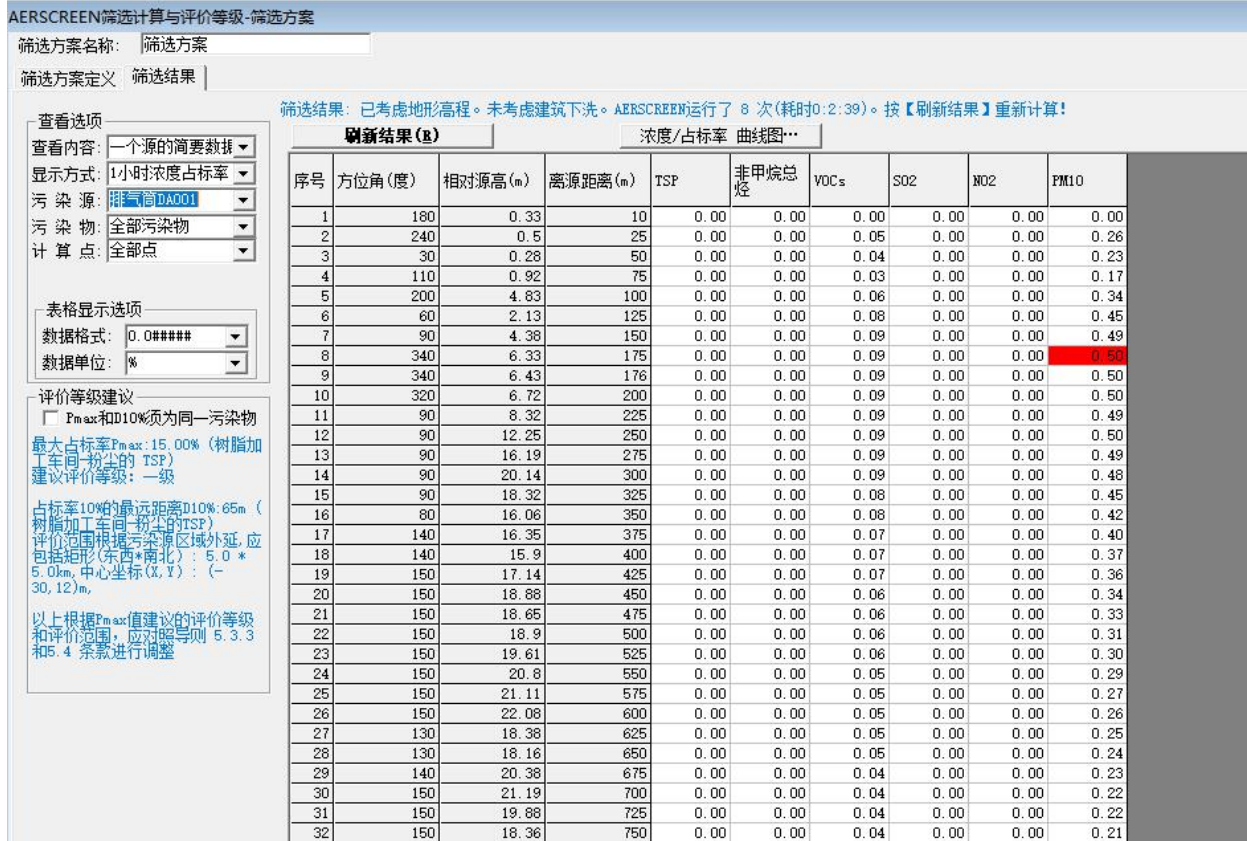 AERSCREEN筛选计算与评价等级-筛选方案
筛选方案名称: 筛选方案
筛选方案定义 筛选结果
筛选结果: 已考虑地形高程。未考虑建筑下洗。AERSCREEN运行了 8 次(耗时0:2:39)。按【刷新结果】重新计算!
刷新结果(R) 浓度/占标率 曲线图…
查看选项
查看内容: 一个源的简要数据
显示方式: 1小时浓度占标率
污 染 源: 排气筒DA001
污 染 物: 全部污染物
计 算 点: 全部点
表格显示选项
数据格式: 0.0#####
数据单位: %
评价等级建议
Pmax和D10%须为同一污染物
最大占标率Pmax:15.00% (树脂加
工车间-粉尘的 TSP)
建议评价等级: 一级
占标率10%的最远距离D10%:65m (
树脂加工车间-粉尘的TSP)
评价范围根据污染源区域外延,应
包括矩形(东西*南北) : 5.0 *
5.0km,中心坐标(X,Y) : (-
30,12)m,
以上根据Pmax值建议的评价等级
和评价范围, 应对照导则 5.3.3
和5.4 条款进行调整
序号 方位角(度) 相对源高(m) 离源距离(m) TSP 非甲烷总烃 VOCs SO2 NO2 PM10
1 180 0.33 10 0.00 0.00 0.00 0.00 0.00 0.00
2 240 0.5 25 0.00 0.00 0.05 0.00 0.00 0.26
3 30 0.28 50 0.00 0.00 0.04 0.00 0.00 0.23
4 110 0.92 75 0.00 0.00 0.03 0.00 0.00 0.17
5 200 4.83 100 0.00 0.00 0.06 0.00 0.00 0.34
6 60 2.13 125 0.00 0.00 0.08 0.00 0.00 0.45
7 90 4.38 150 0.00 0.00 0.09 0.00 0.00 0.49
8 340 6.33 175 0.00 0.00 0.09 0.00 0.00 0.50
9 340 6.43 176 0.00 0.00 0.09 0.00 0.00 0.50
10 320 6.72 200 0.00 0.00 0.09 0.00 0.00 0.50
11 90 8.32 225 0.00 0.00 0.09 0.00 0.00 0.49
12 90 12.25 250 0.00 0.00 0.09 0.00 0.00 0.50
13 90 16.19 275 0.00 0.00 0.09 0.00 0.00 0.49
14 90 20.14 300 0.00 0.00 0.09 0.00 0.00 0.48
15 90 18.32 325 0.00 0.00 0.08 0.00 0.00 0.45
16 80 16.06 350 0.00 0.00 0.08 0.00 0.00 0.42
17 140 16.35 375 0.00 0.00 0.07 0.00 0.00 0.40
18 140 15.9 400 0.00 0.00 0.07 0.00 0.00 0.37
19 150 17.14 425 0.00 0.00 0.07 0.00 0.00 0.36
20 150 18.88 450 0.00 0.00 0.06 0.00 0.00 0.34
21 150 18.65 475 0.00 0.00 0.06 0.00 0.00 0.33
22 150 18.9 500 0.00 0.00 0.06 0.00 0.00 0.31
23 150 19.61 525 0.00 0.00 0.06 0.00 0.00 0.30
24 150 20.8 550 0.00 0.00 0.05 0.00 0.00 0.29
25 150 21.11 575 0.00 0.00 0.05 0.00 0.00 0.27
26 150 22.08 600 0.00 0.00 0.05 0.00 0.00 0.26
27 130 18.38 625 0.00 0.00 0.05 0.00 0.00 0.25
28 130 18.16 650 0.00 0.00 0.05 0.00 0.00 0.24
29 140 20.38 675 0.00 0.00 0.04 0.00 0.00 0.23
30 150 21.19 700 0.00 0.00 0.04 0.00 0.00 0.22
31 150 19.88 725 0.00 0.00 0.04 0.00 0.00 0.22
32 150 18.36 750 0.00 0.00 0.04 0.00 0.00 0.21